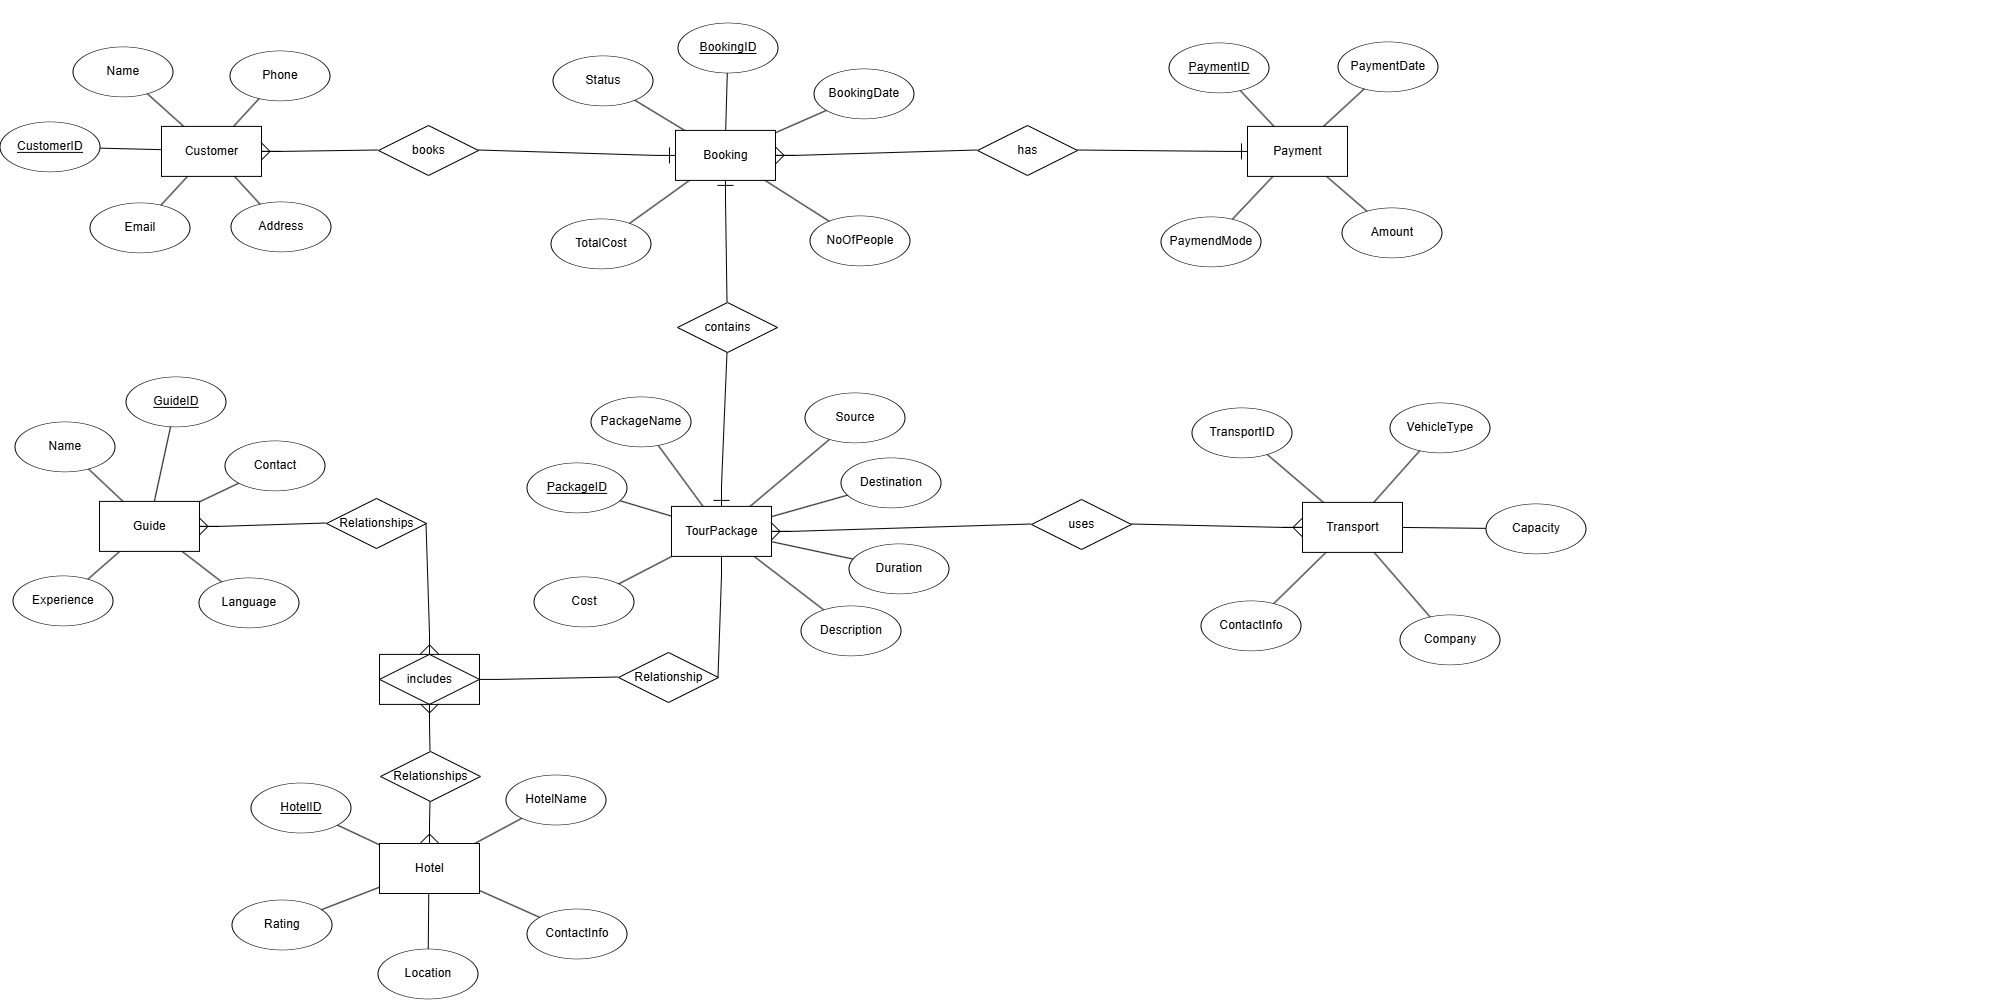 BookingID
Name
Phone
Status
BookingDate
PaymentID
PaymentDate
CustomerID
Customer
books
Booking
has
Payment
Email
Address
TotalCost
NoOfPeople
PaymendMode
Amount
contains
GuideID
Name
Contact
PackageName
Source
TransportID
VehicleType
PackageID
Destination
Guide
Relationships
TourPackage
uses
Transport
Capacity
Experience
Language
Cost
Duration
Description
ContactInfo
Company
includes
Relationship
Relationships
HotelID
HotelName
Hotel
Rating
ContactInfo
Location